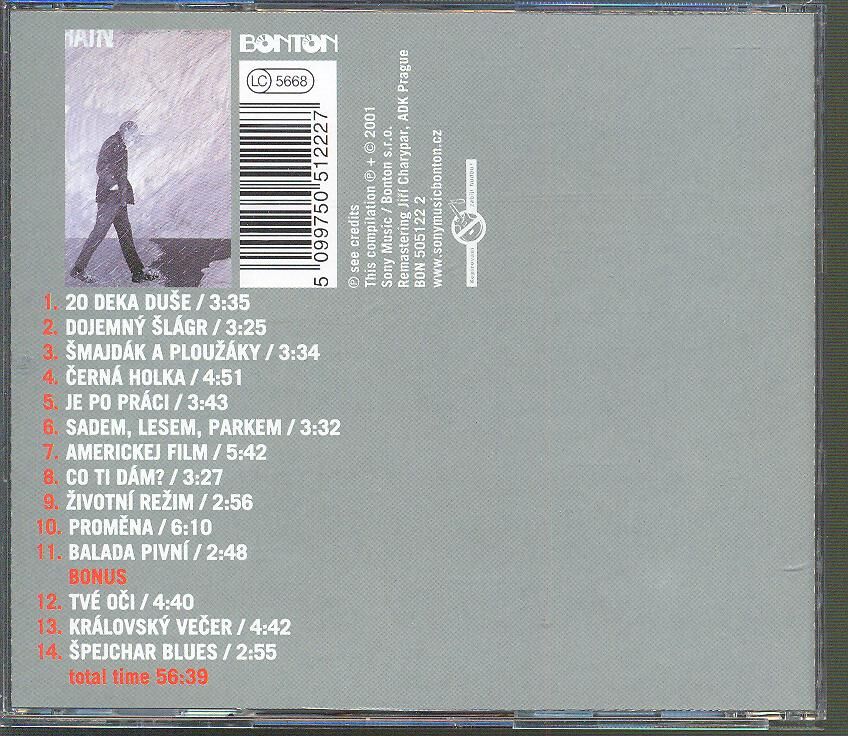 BONTON
LC 5668
5 099750 512227
℗ see credits
This compilation ℗ + © 2001
Sony Music / Bonton s.r.o.
Remastering Jiří Charypar, ADK Prague
BON 505122 2
www.sonymusicbonton.cz
Kopírování zabíjí hudbu!
1. 20 DEKA DUŠE / 3:35
2. DOJEMNÝ ŠLÁGR / 3:25
3. ŠMAJDÁK A PLOUŽÁKY / 3:34
4. ČERNÁ HOLKA / 4:51
5. JE PO PRÁCI / 3:43
6. SADEM, LESEM, PARKEM / 3:32
7. AMERICKEJ FILM / 5:42
8. CO TI DÁM? / 3:27
9. ŽIVOTNÍ REŽIM / 2:56
10. PROMĚNA / 6:10
11. BALADA PIVNÍ / 2:48
BONUS
12. TVÉ OČI / 4:40
13. KRÁLOVSKÝ VEČER / 4:42
14. ŠPEJCHAR BLUES / 2:55
total time 56:39